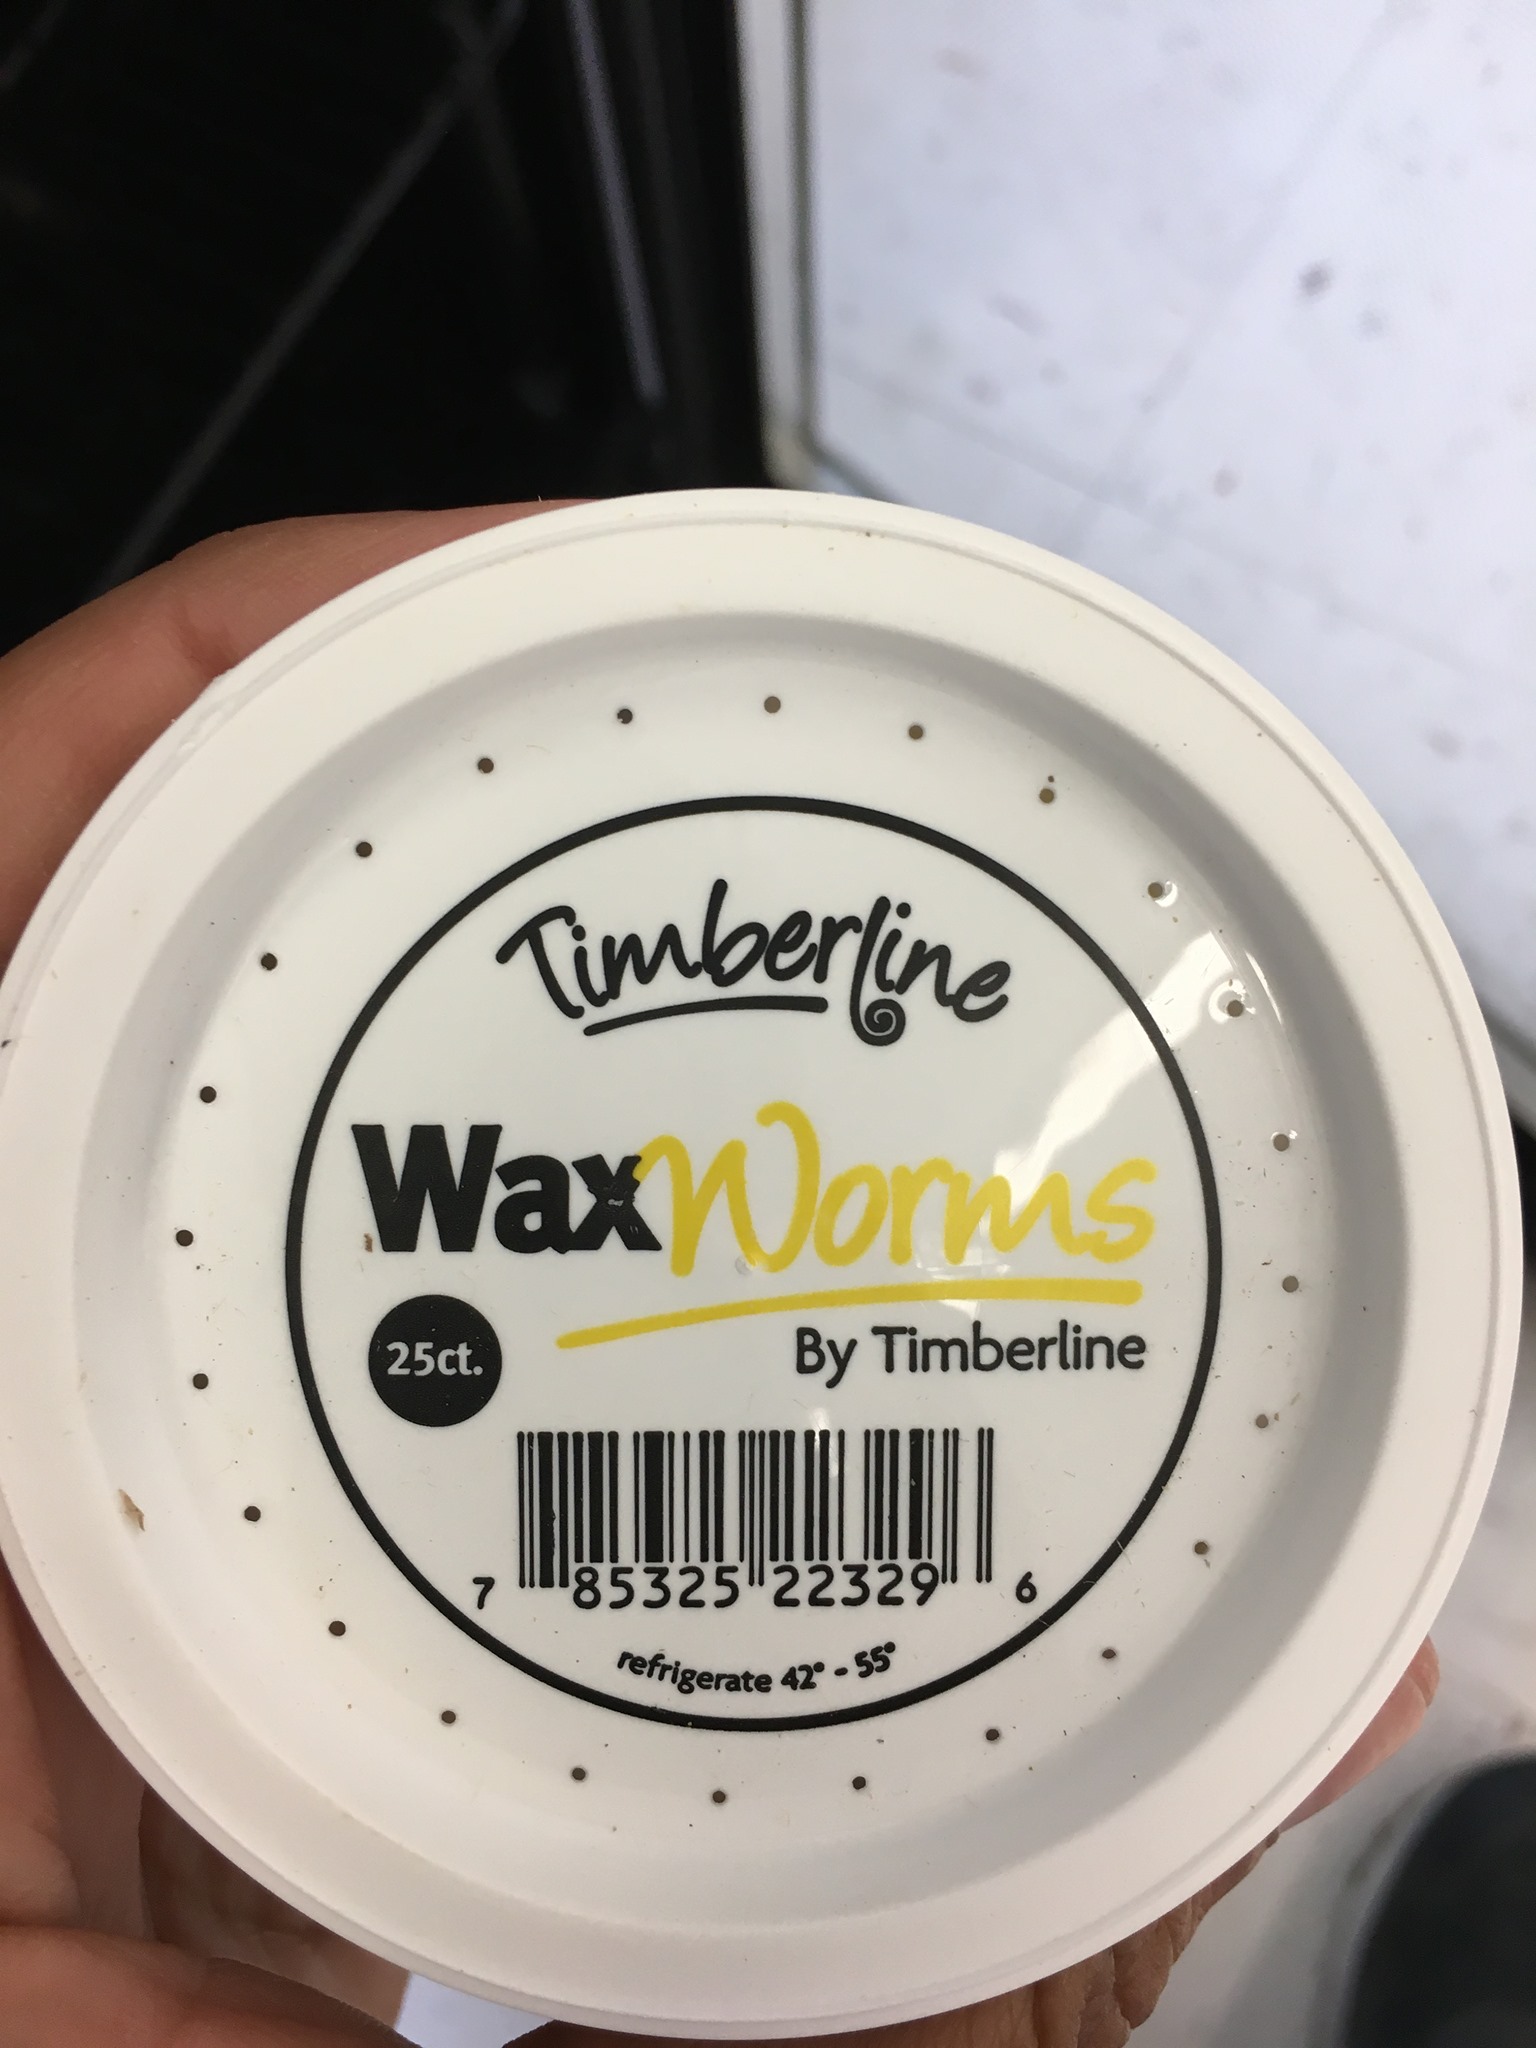 Timberline
WaxWorms
By Timberline
25ct.
7 85325 22329 6
refrigerate 42° - 55°